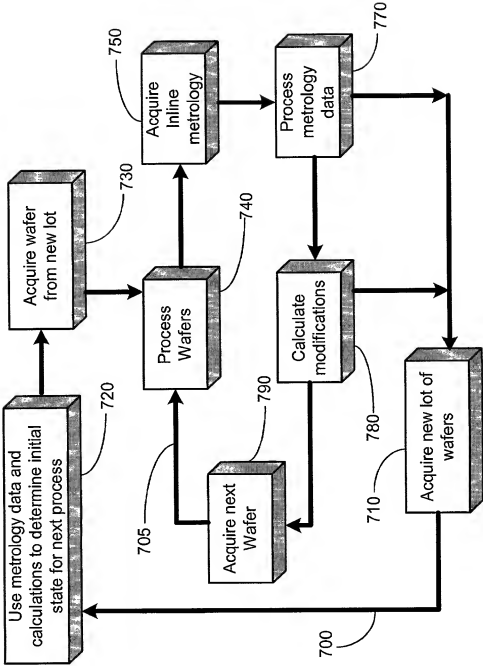 Use metrology data and
calculations to determine initial
state for next process
720
Acquire wafer
from new lot
730
Process
Wafers
740
Acquire
Inline
metrology
750
Process
metrology
data
770
Calculate
modifications
780
Acquire next
Wafer
790
705
Acquire new lot of
wafers
710
700